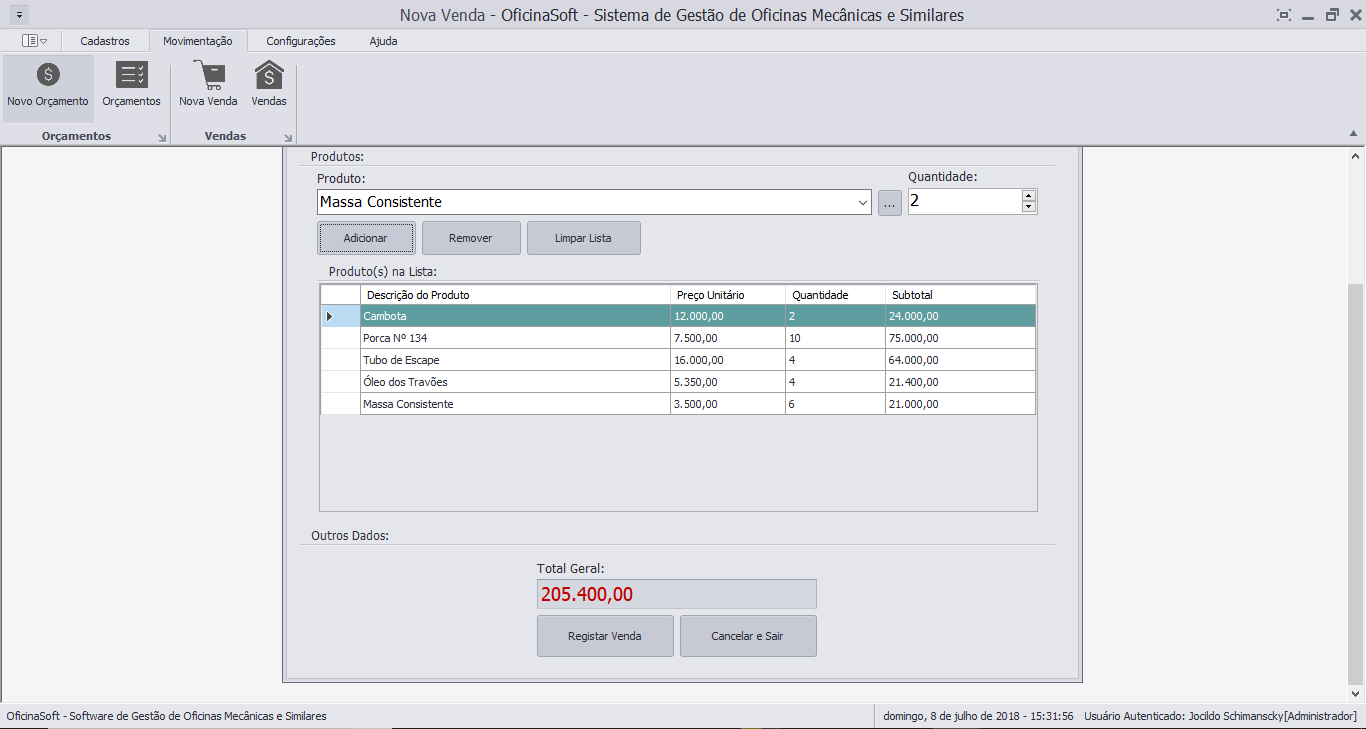 Nova Venda - OficinaSoft - Sistema de Gestão de Oficinas Mecânicas e Similares
Cadastros Movimentação Configurações Ajuda
Novo Orçamento Orçamentos Nova Venda Vendas
Orçamentos Vendas
Produtos:
Produto: Quantidade:
Massa Consistente ... 2
Adicionar Remover Limpar Lista
Produto(s) na Lista:
Descrição do Produto Preço Unitário Quantidade Subtotal
Cambota 12.000,00 2 24.000,00
Porca Nº 134 7.500,00 10 75.000,00
Tubo de Escape 16.000,00 4 64.000,00
Óleo dos Travões 5.350,00 4 21.400,00
Massa Consistente 3.500,00 6 21.000,00
Outros Dados:
Total Geral:
205.400,00
Registar Venda Cancelar e Sair
OficinaSoft - Software de Gestão de Oficinas Mecânicas e Similares domingo, 8 de julho de 2018 - 15:31:56 Usuário Autenticado: Jocildo Schimanscky[Administrador]